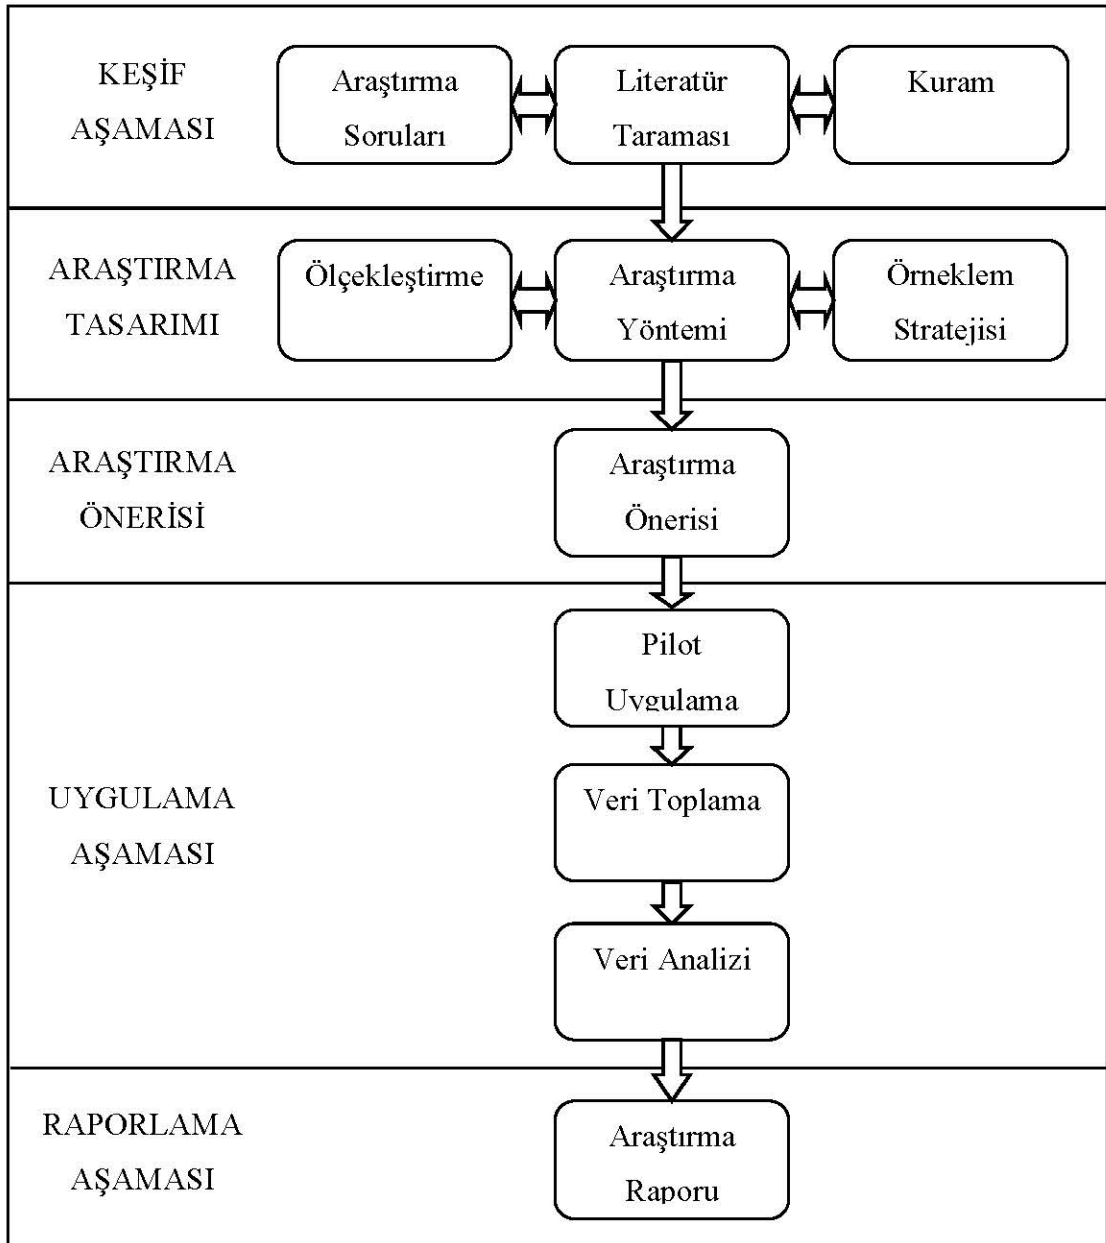 KEŞİF
AŞAMASI
Araştırma
Soruları
Literatür
Taraması
Kuram
ARAŞTIRMA
TASARIMI
Ölçekleştirme
Araştırma
Yöntemi
Örneklem
Stratejisi
ARAŞTIRMA
ÖNERİSİ
Araştırma
Önerisi
UYGULAMA
AŞAMASI
Pilot
Uygulama
Veri Toplama
Veri Analizi
RAPORLAMA
AŞAMASI
Araştırma
Raporu